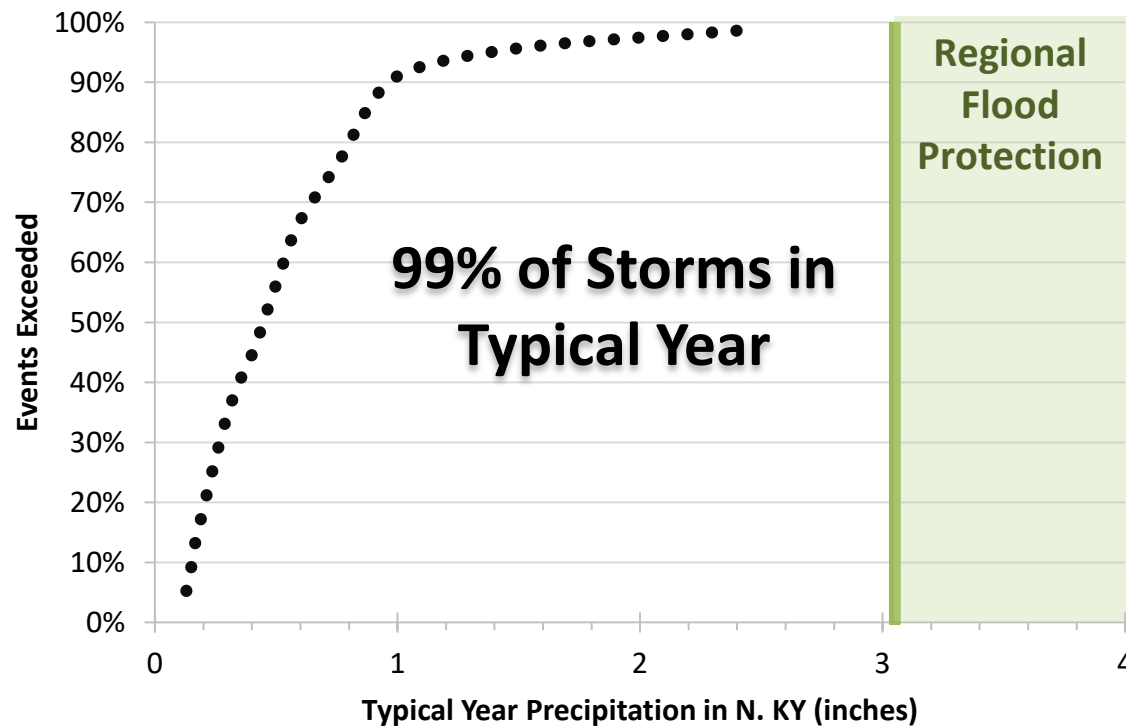 100%
90%
80%
70%
60%
50%
40%
30%
20%
10%
0%
Events Exceeded
Regional
Flood
Protection
99% of Storms in
Typical Year
0 1 2 3 4
Typical Year Precipitation in N. KY (inches)